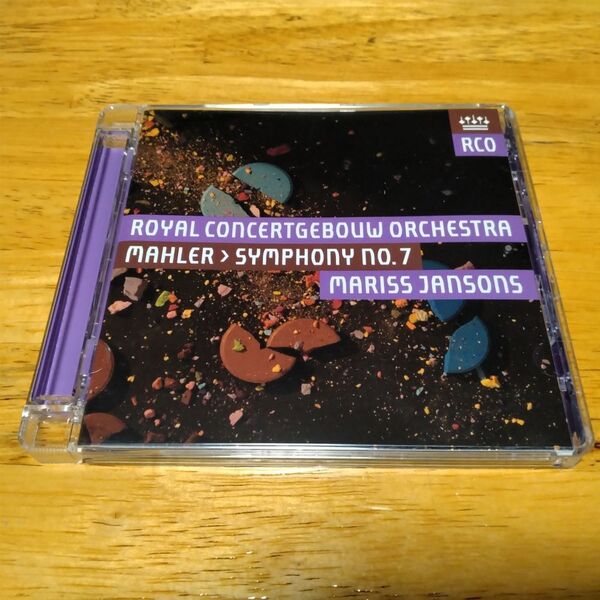 RCO
ROYAL CONCERTGEBOUW ORCHESTRA
MAHLER > SYMPHONY NO.7
MARISS JANSONS